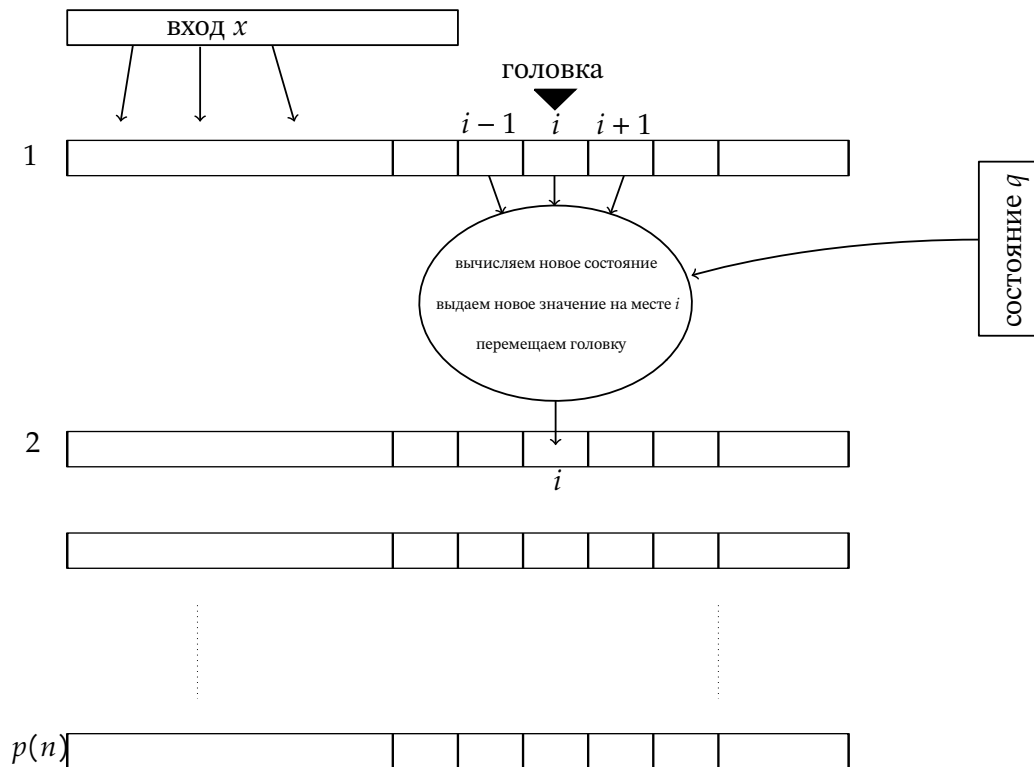 вход x
головка
i − 1 i i + 1
1
состояние q
вычисляем новое состояние
выдаем новое значение на месте i
перемещаем головку
2
i
p(n)